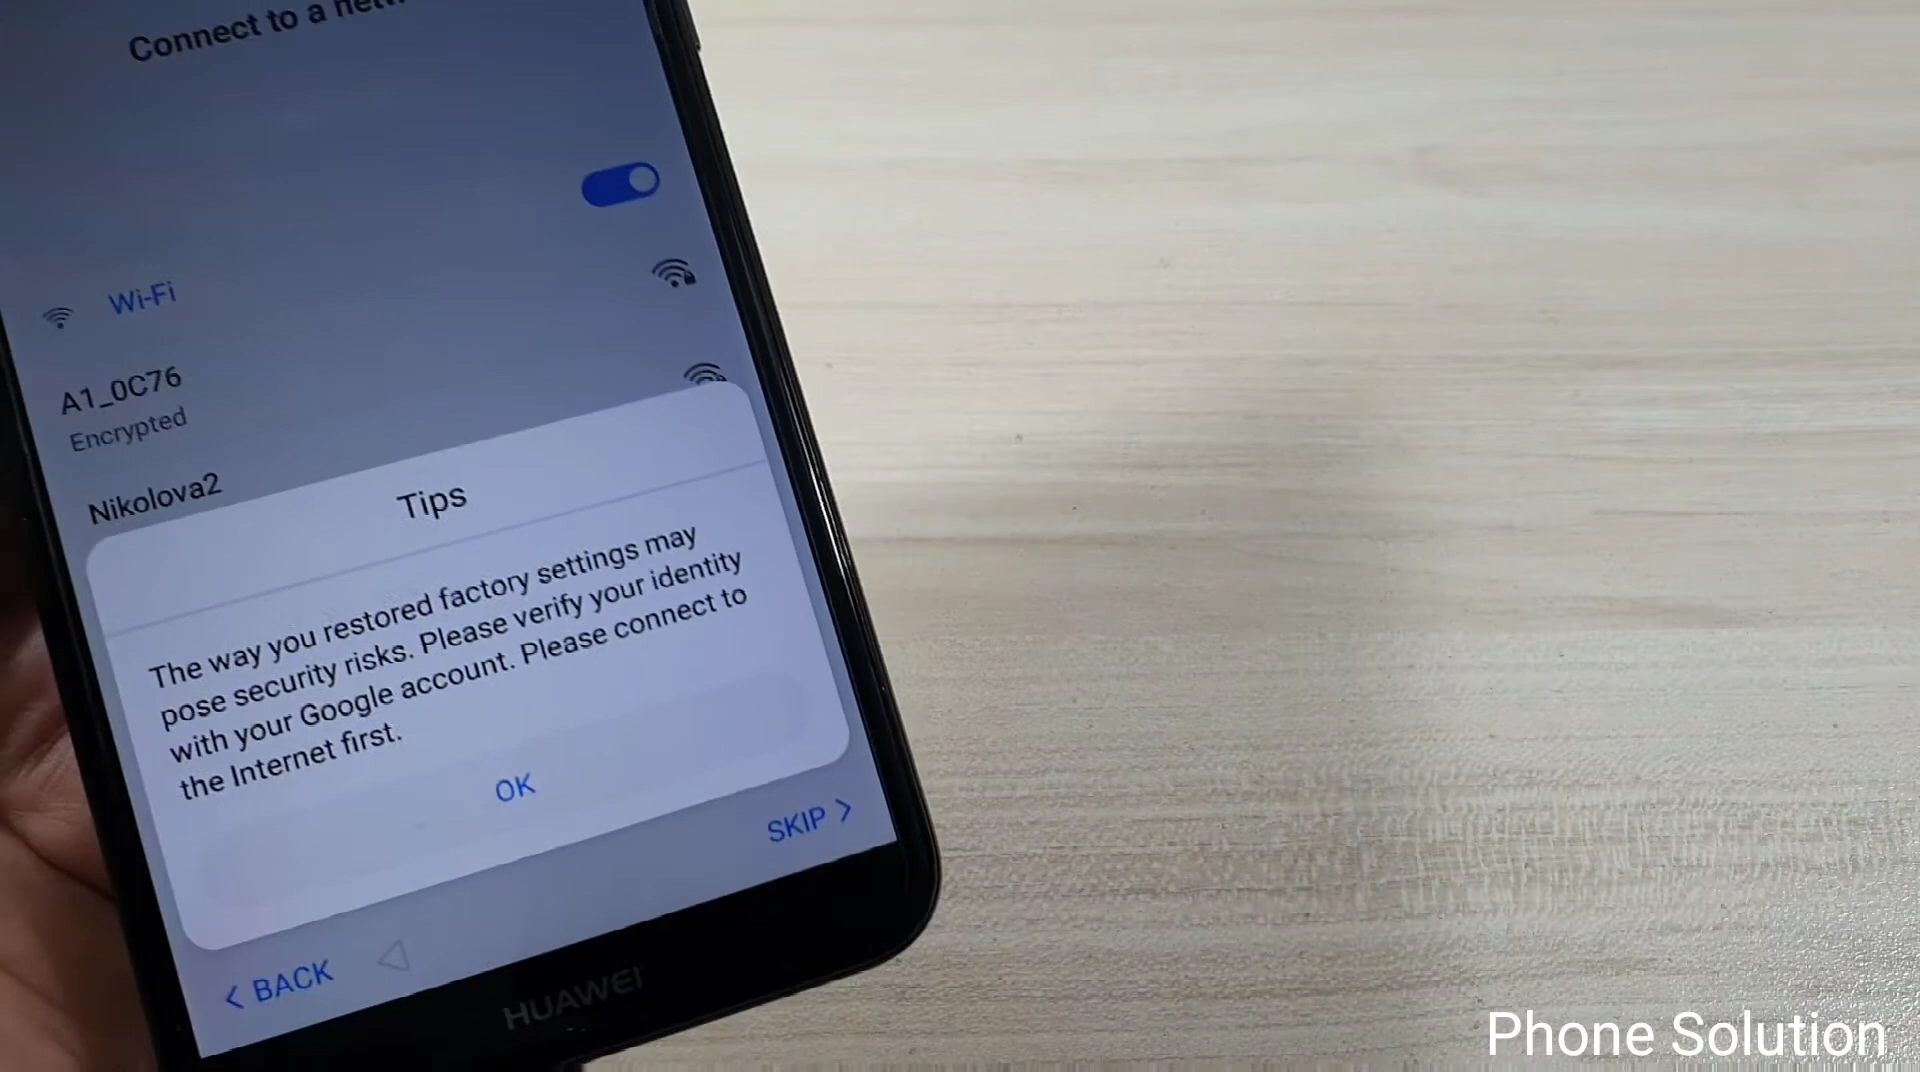 Connect to a
Wi-Fi
A1_0C76
Encrypted
Nikolova2
Tips
The way you restored factory settings may
pose security risks. Please verify your identity
with your Google account. Please connect to
the Internet first.
OK
SKIP >
< BACK
HUAWEI
Phone Solution